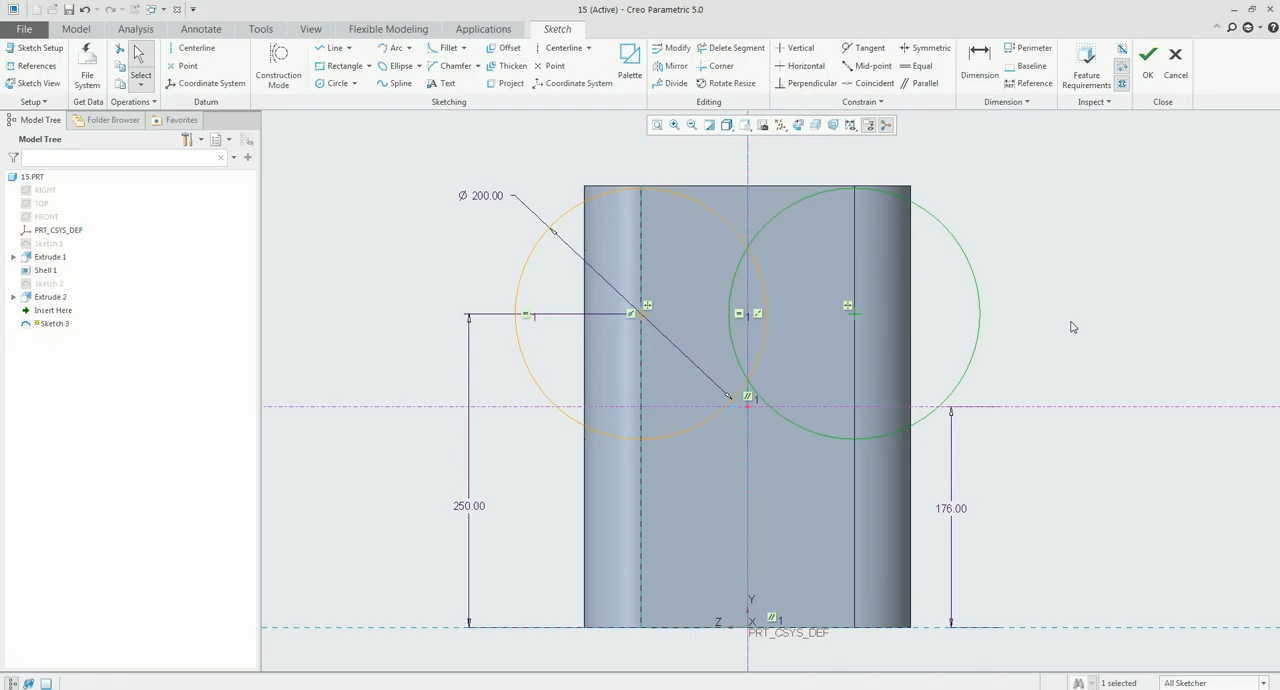 15 (Active) - Creo Parametric 5.0
File Model Analysis Annotate Tools View Flexible Modeling Applications Sketch
Sketch Setup
References
Sketch View
Setup
File System
Get Data
Select
Operations
Centerline
Point
Coordinate System
Datum
Construction Mode
Line Arc Fillet Offset Centerline
Rectangle Ellipse Chamfer Thicken Point
Circle Spline Text Project Coordinate System
Palette
Sketching
Modify Delete Segment
Mirror Corner
Divide Rotate Resize
Editing
Vertical Tangent Symmetric
Horizontal Mid-point Equal
Perpendicular Coincident Parallel
Constrain
Dimension
Perimeter
Baseline
Reference
Dimension
Feature Requirements
Inspect
OK
Cancel
Close
Model Tree Folder Browser Favorites
Model Tree
15.PRT
RIGHT
TOP
FRONT
PRT_CSYS_DEF
Sketch 1
Extrude 1
Shell 1
Sketch 2
Extrude 2
Insert Here
Sketch 3
Ø 200.00
1
1
1
250.00
176.00
Y
1
Z X
PRT_CSYS_DEF
1 selected
All Sketcher